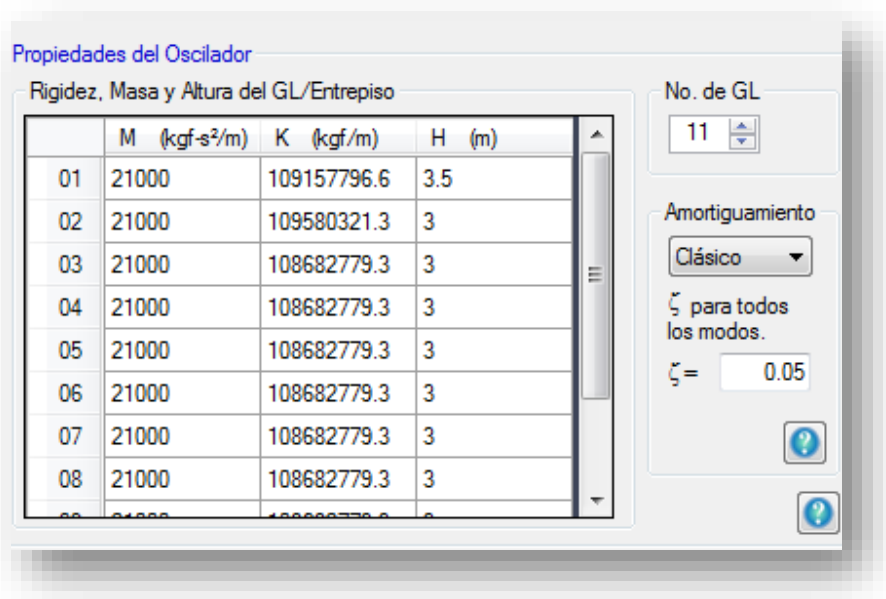 Propiedades del Oscilador
Rigidez, Masa y Altura del GL/Entrepiso
M (kgf-s²/m) K (kgf/m) H (m)
01 21000 109157796.6 3.5
02 21000 109580321.3 3
03 21000 108682779.3 3
04 21000 108682779.3 3
05 21000 108682779.3 3
06 21000 108682779.3 3
07 21000 108682779.3 3
08 21000 108682779.3 3
No. de GL
11
Amortiguamiento
Clásico
ζ para todos
los modos.
ζ = 0.05